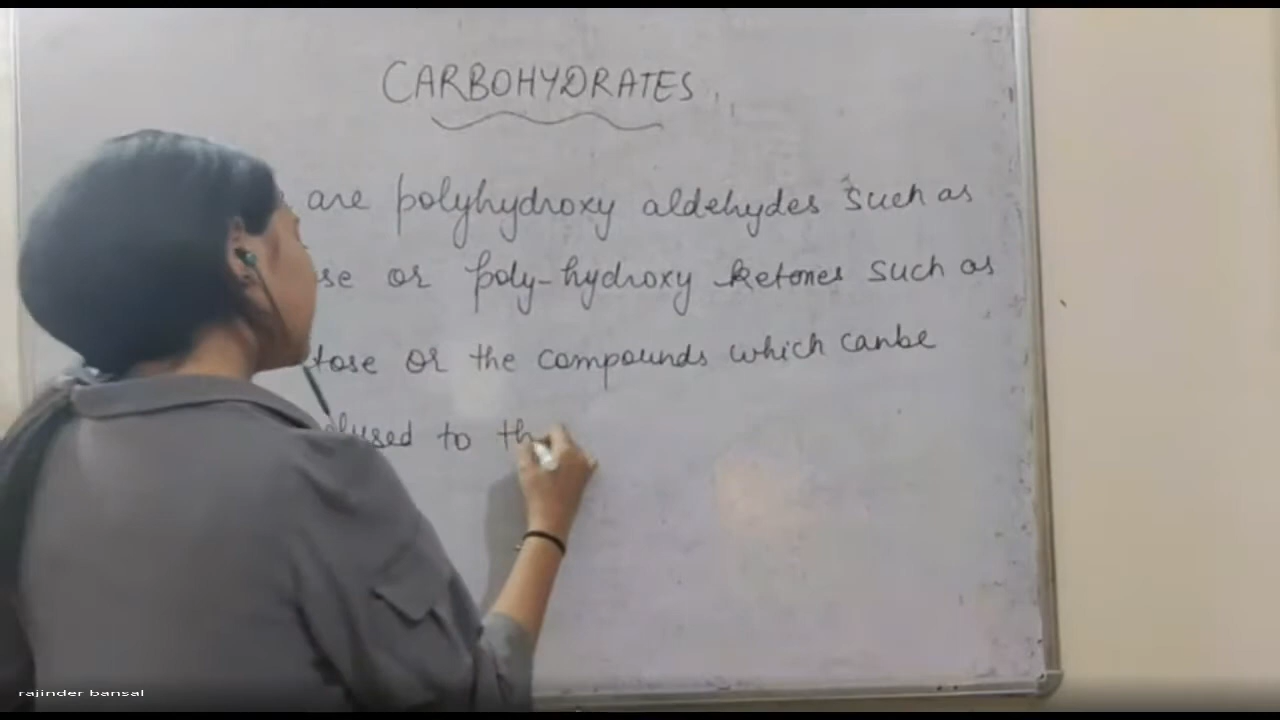 CARBOHYDRATES
are polyhydroxy aldehydes such as
se or poly-hydroxy ketones such as
tose or the compounds which canbe
lysed to th
rajinder bansal